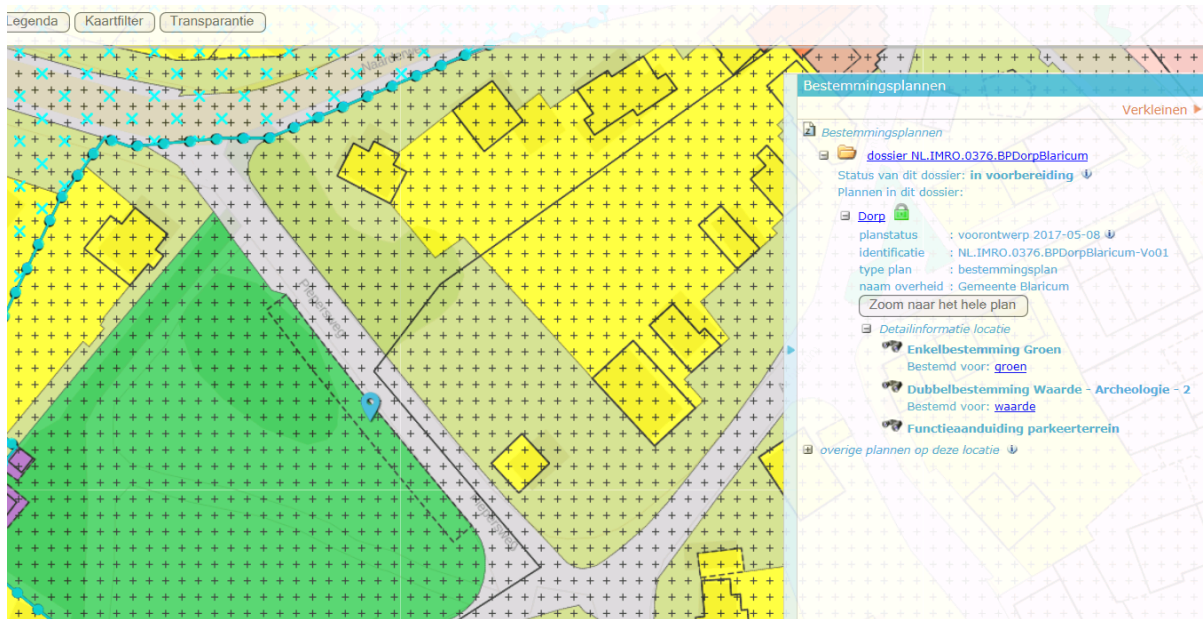 Legenda
Kaartfilter
Transparantie
Bestemmingsplannen
Verkleinen
Bestemmingsplannen
dossier NL.IMRO.0376.BPDorpBlaricum
Status van dit dossier: in voorbereiding
Plannen in dit dossier:
Dorp
planstatus : voorontwerp 2017-05-08
identificatie : NL.IMRO.0376.BPDorpBlaricum-Vo01
type plan : bestemmingsplan
naam overheid : Gemeente Blaricum
Zoom naar het hele plan
Detailinformatie locatie
Enkelbestemming Groen
Bestemd voor: groen
Dubbelbestemming Waarde - Archeologie - 2
Bestemd voor: waarde
Functieaanduiding parkeerterrein
overige plannen op deze locatie